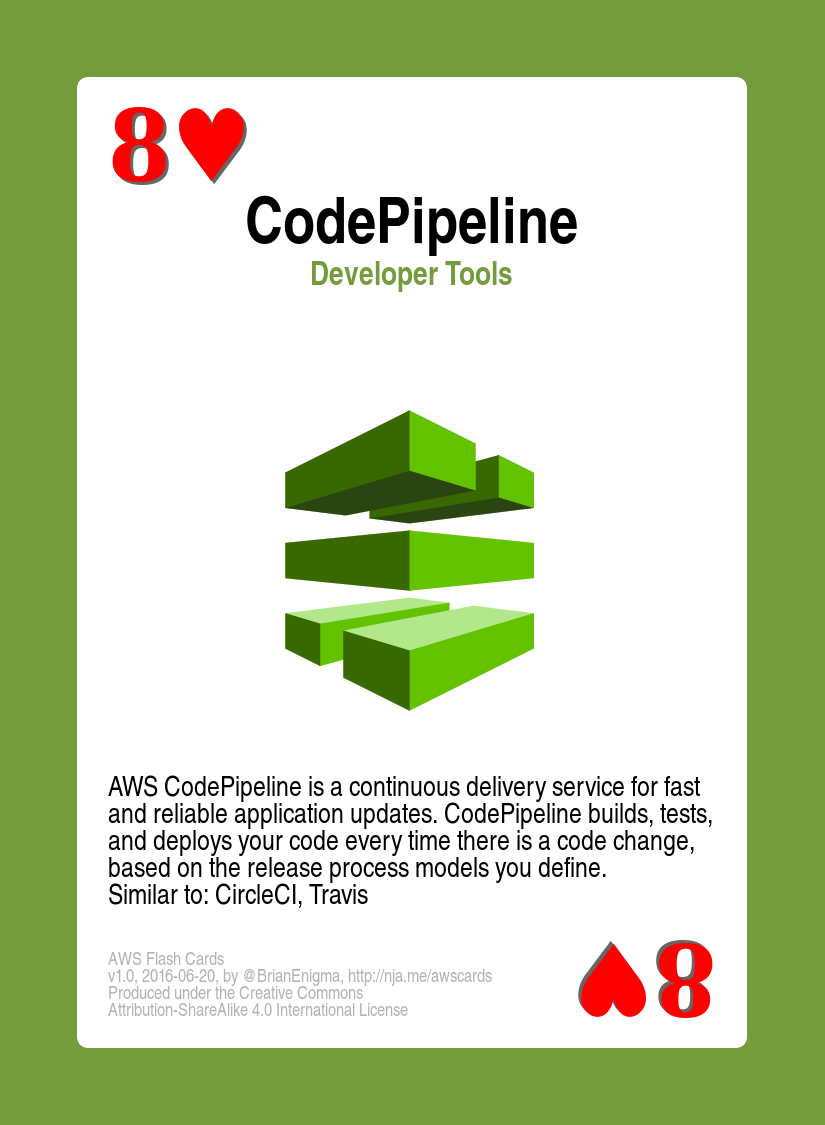 8♥
CodePipeline
Developer Tools
AWS CodePipeline is a continuous delivery service for fast
and reliable application updates. CodePipeline builds, tests,
and deploys your code every time there is a code change,
based on the release process models you define.
Similar to: CircleCI, Travis
AWS Flash Cards
v1.0, 2016-06-20, by @BrianEnigma, http://nja.me/awscards
Produced under the Creative Commons
Attribution-ShareAlike 4.0 International License
8♥